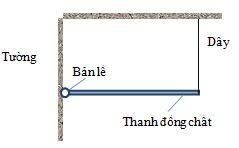 Dây
Tường
Bản lề
Thanh đồng chất